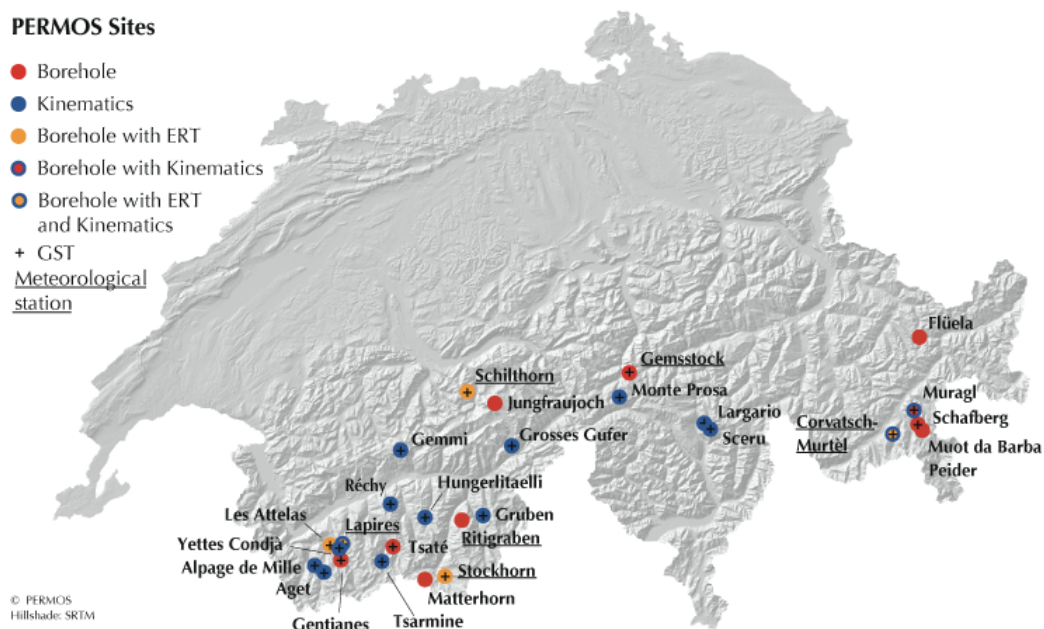 PERMOS Sites
Borehole
Kinematics
Borehole with ERT
Borehole with Kinematics
Borehole with ERT
and Kinematics
+ GST
Meteorological
station
Flüela
Gemsstock
Schilthorn
Monte Prosa
Jungfraujoch
Muragl
Largario
Schafberg
Corvatsch-
Murtèl
Grosses Gufer
Gemmi
Sceru
Muot da Barba
Peider
Réchy
Hungerlitaelli
Les Attelas
Lapires
Gruben
Ritigraben
Yettes Condjà
Tsaté
Alpage de Mille
Stockhorn
Aget
Matterhorn
Gentianes
Tsarmine
© PERMOS
Hillshade: SRTM